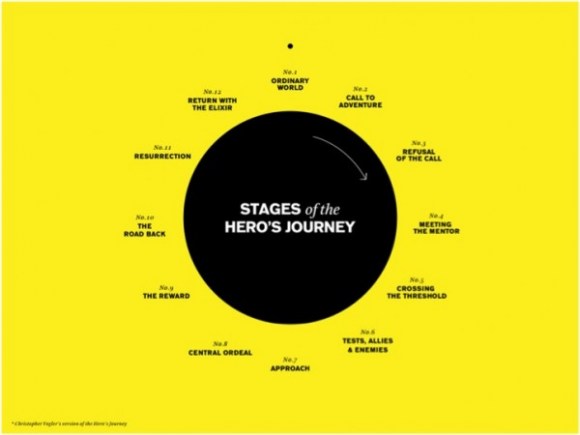 No.1
ORDINARY
WORLD
No.2
CALL TO
ADVENTURE
No.3
REFUSAL
OF THE CALL
No.4
MEETING
THE MENTOR
No.5
CROSSING
THE THRESHOLD
No.6
TESTS, ALLIES
& ENEMIES
No.7
APPROACH
No.8
CENTRAL ORDEAL
No.9
THE REWARD
No.10
THE
ROAD BACK
No.11
RESURRECTION
No.12
RETURN WITH
THE ELIXIR
STAGES of the
HERO'S JOURNEY
* Christopher Vogler's version of the Hero's Journey